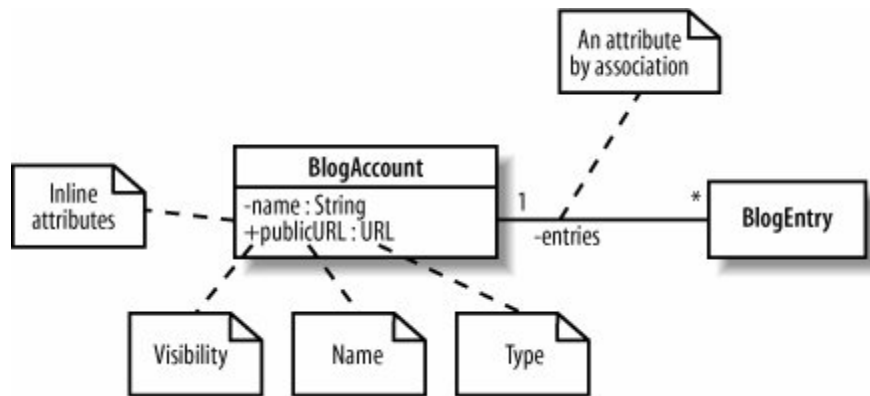 An attribute
by association
BlogAccount
Inline
attributes
-name : String
+publicURL : URL
1
*
-entries
BlogEntry
Visibility
Name
Type